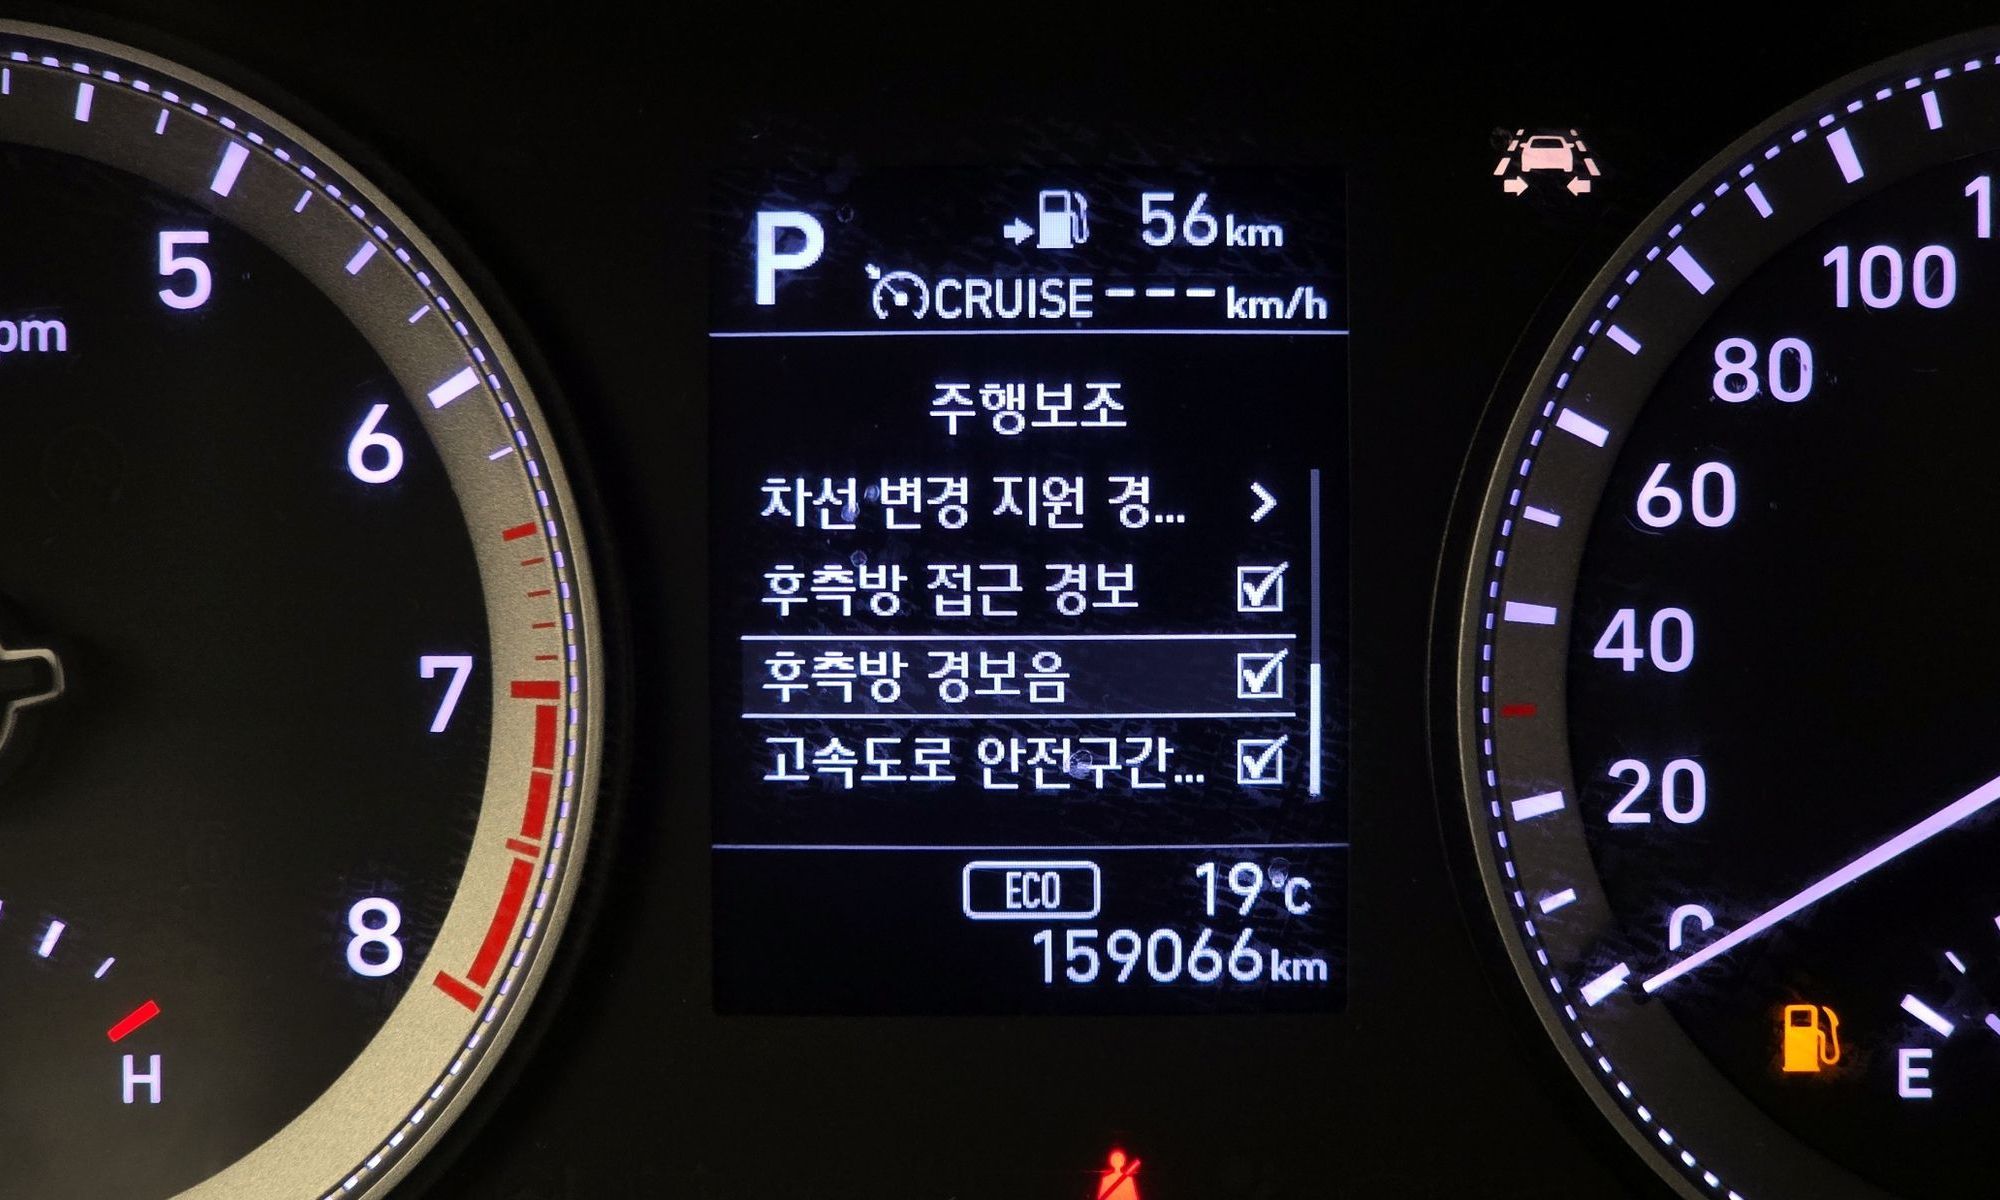 P
56km
CRUISE ---km/h
주행보조
차선 변경 지원 경... >
후측방 접근 경보
후측방 경보음
고속도로 안전구간...
ECO 19°C
159066km
5
6
7
8
H
pm
100
80
60
40
20
0
E